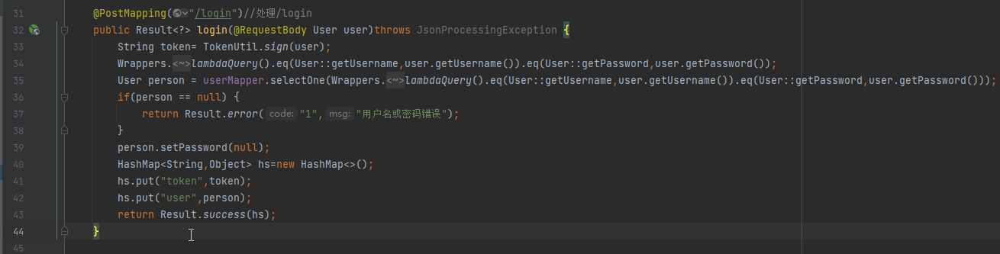 31 @PostMapping("/login")//处理/login
32 public Result<?> login(@RequestBody User user)throws JsonProcessingException {
33 String token= TokenUtil.sign(user);
34 Wrappers.<~>lambdaQuery().eq(User::getUsername,user.getUsername()).eq(User::getPassword,user.getPassword());
35 User person = userMapper.selectOne(Wrappers.<~>lambdaQuery().eq(User::getUsername,user.getUsername()).eq(User::getPassword,user.getPassword()));
36 if(person == null) {
37 return Result.error( code: "1", msg: "用户名或密码错误");
38 }
39 person.setPassword(null);
40 HashMap<String,Object> hs=new HashMap<>();
41 hs.put("token",token);
42 hs.put("user",person);
43 return Result.success(hs);
44 }
45